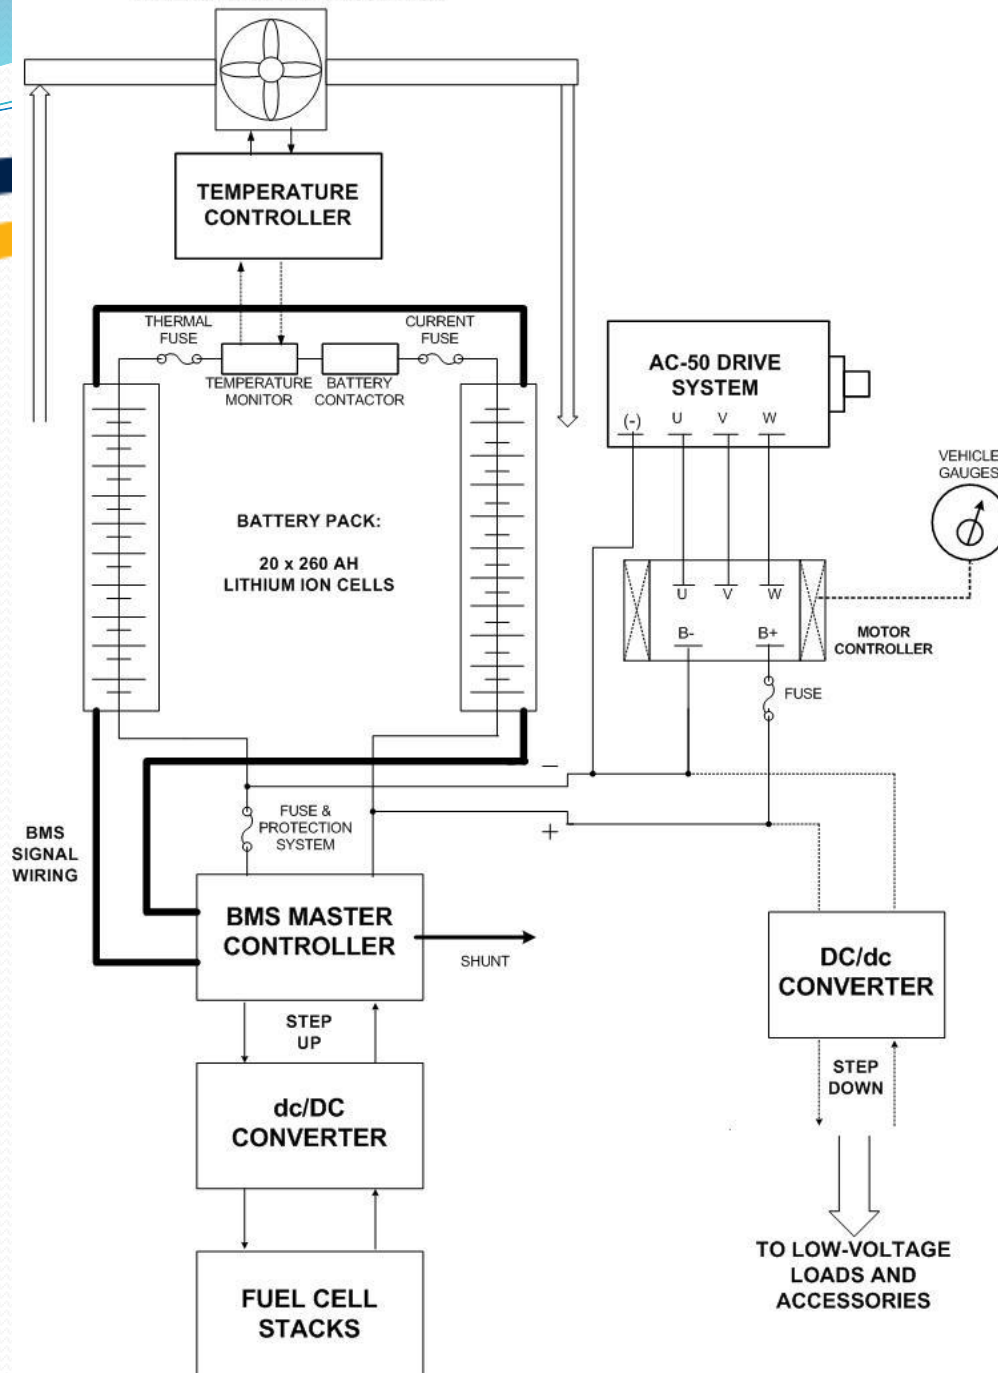 TEMPERATURE
CONTROLLER
THERMAL
FUSE
CURRENT
FUSE
TEMPERATURE
MONITOR
BATTERY
CONTACTOR
BATTERY PACK:
20 x 260 AH
LITHIUM ION CELLS
AC-50 DRIVE
SYSTEM
(-) U V W
VEHICLE
GAUGES
U V W
B- B+
MOTOR
CONTROLLER
FUSE
−
+
FUSE &
PROTECTION
SYSTEM
BMS
SIGNAL
WIRING
BMS MASTER
CONTROLLER
SHUNT
STEP
UP
dc/DC
CONVERTER
FUEL CELL
STACKS
DC/dc
CONVERTER
STEP
DOWN
TO LOW-VOLTAGE
LOADS AND
ACCESSORIES